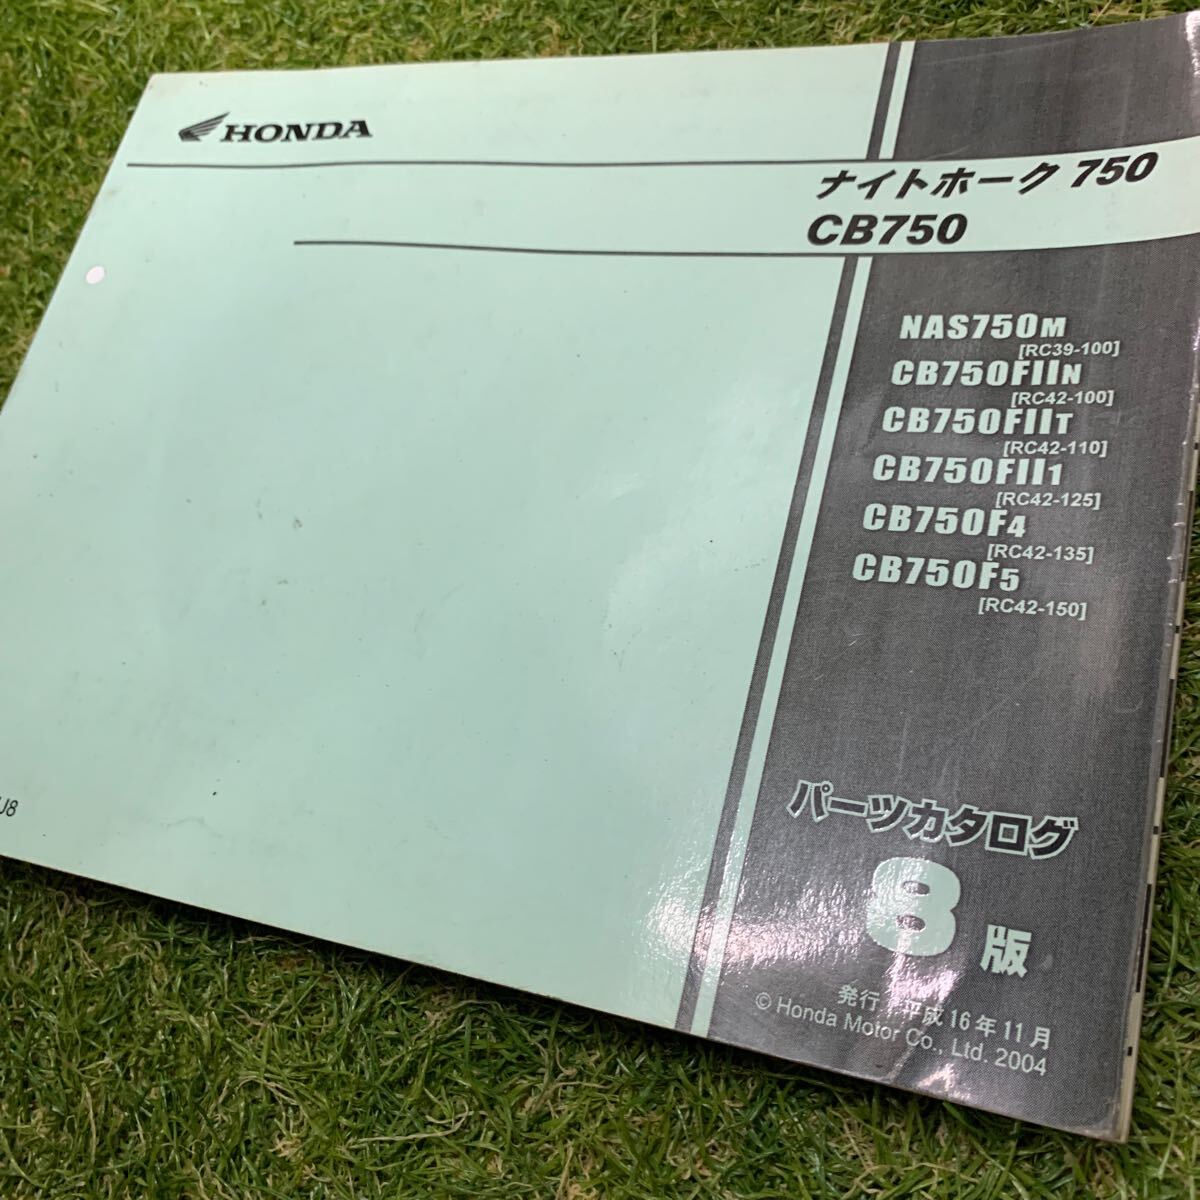 HONDA
ナイトホーク 750
CB750
NAS750M
[RC39-100]
CB750FIIN
[RC42-100]
CB750FIIT
[RC42-110]
CB750FII1
[RC42-125]
CB750F4
[RC42-135]
CB750F5
[RC42-150]
パーツカタログ
8版
発行 平成16年11月
© Honda Motor Co., Ltd. 2004
J8